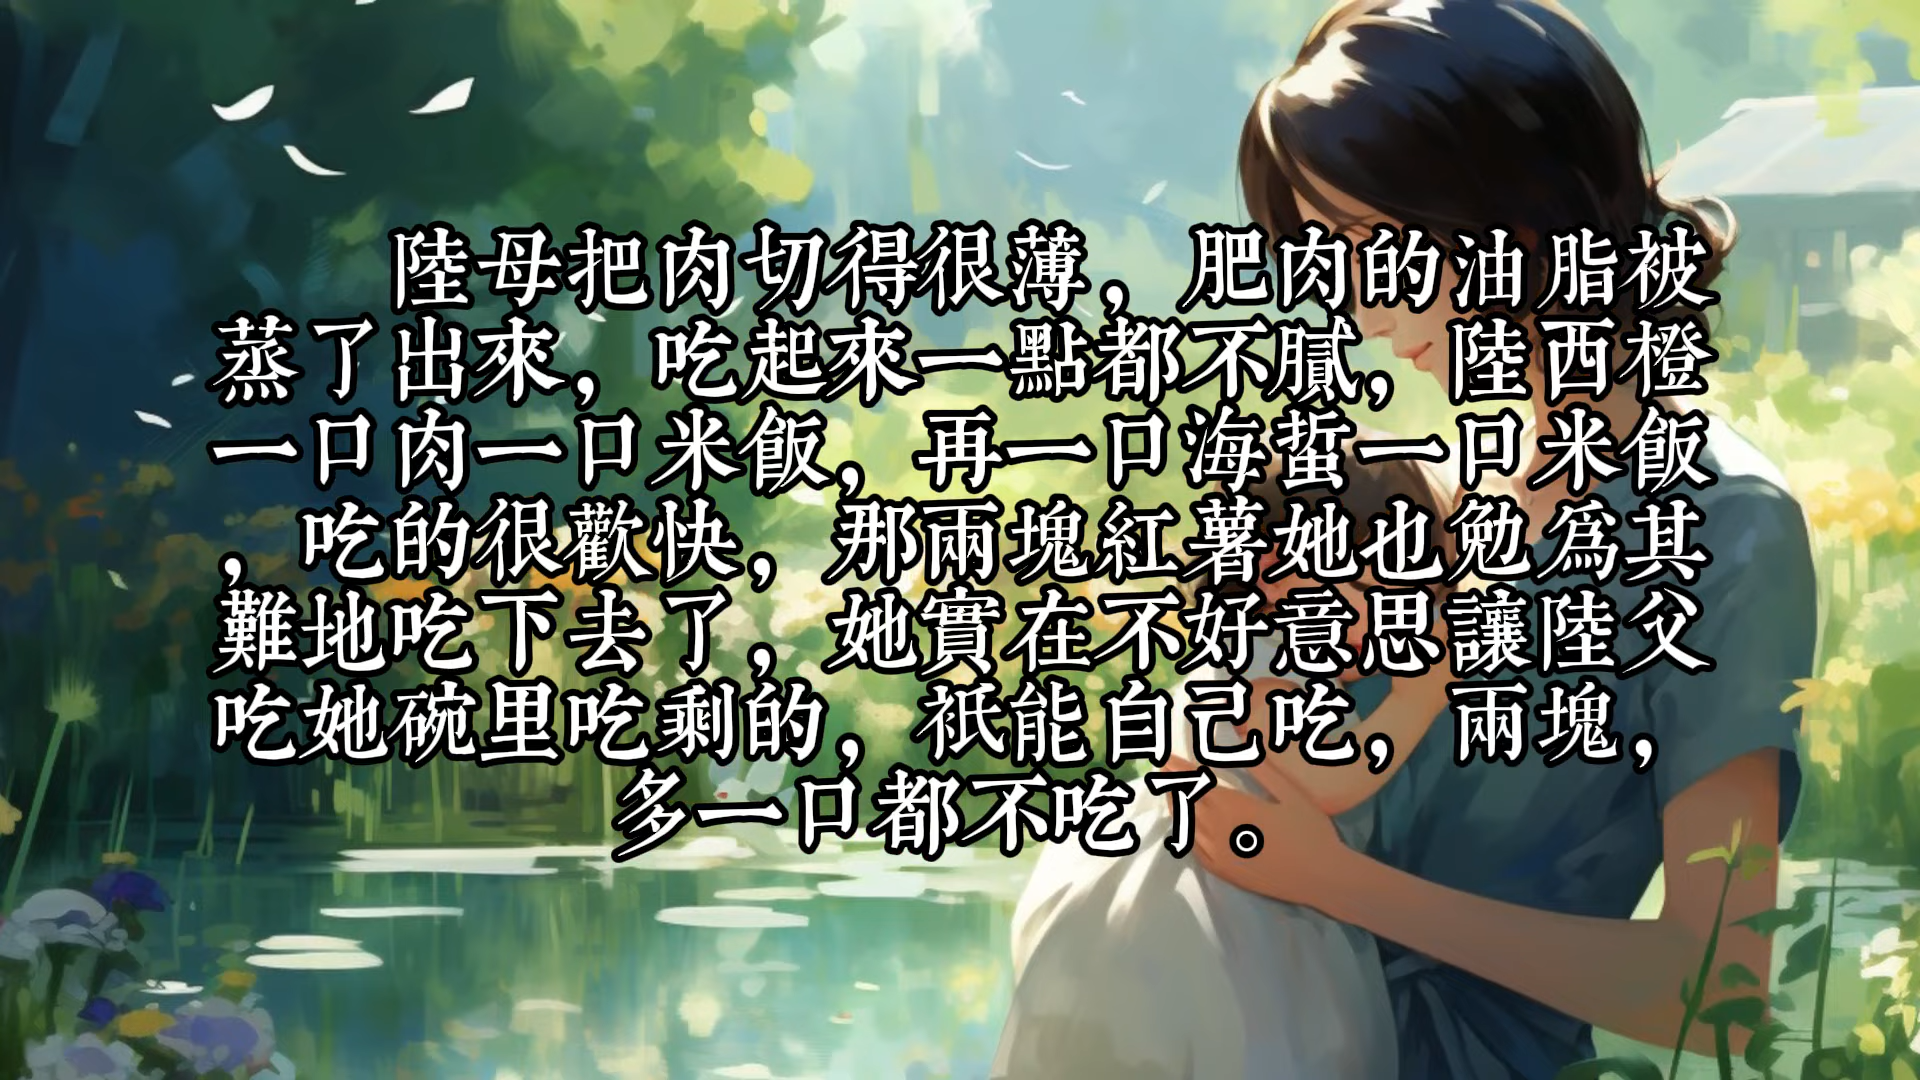 陸母把肉切得很薄，肥肉的油脂被
蒸了出來，吃起來一點都不膩，陸西橙
一口肉一口米飯，再一口海蜇一口米飯
，吃的很歡快，那兩塊紅薯她也勉爲其
難地吃下去了，她實在不好意思讓陸父
吃她碗里吃剩的，衹能自己吃，兩塊，
多一口都不吃了。